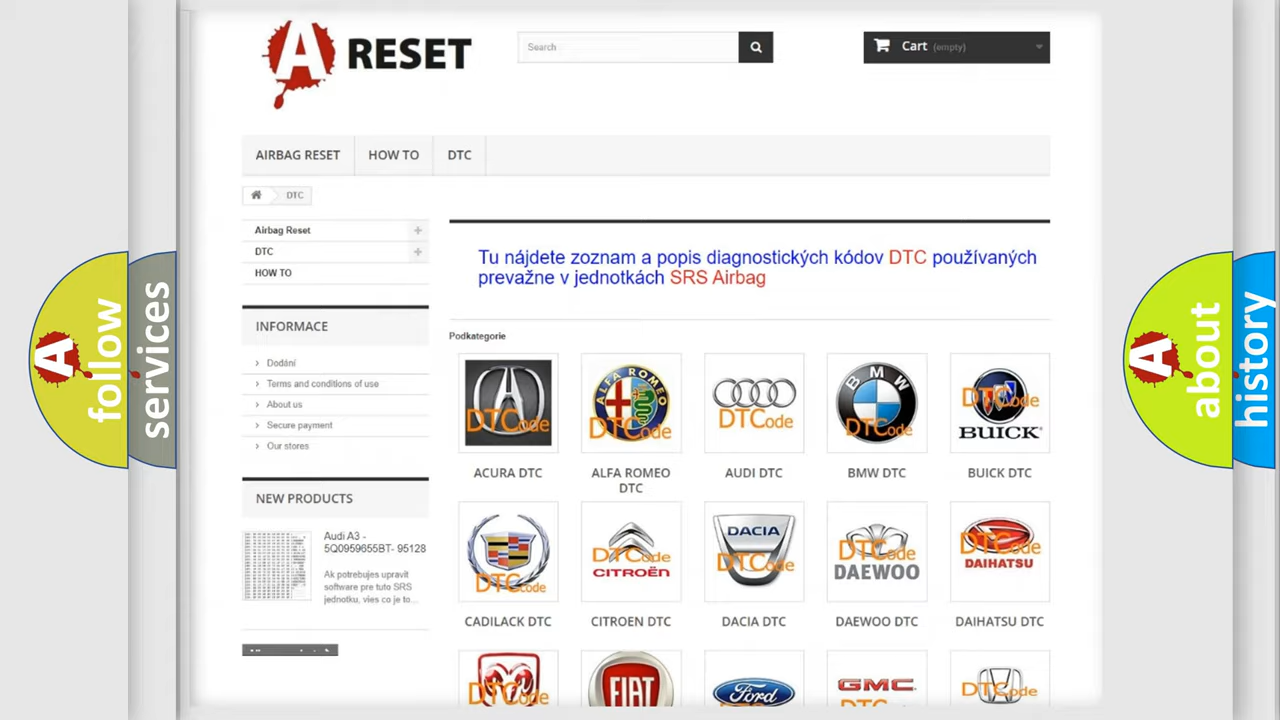 A RESET
Search
Cart (empty)
AIRBAG RESET
HOW TO
DTC
DTC
Airbag Reset
DTC
HOW TO
INFORMACE
Dodání
Terms and conditions of use
About us
Secure payment
Our stores
NEW PRODUCTS
Audi A3 -
5Q0959655BT- 95128
Ak potrebujes upravit
software pre tuto SRS
jednotku, vies co je to...
Tu nájdete zoznam a popis diagnostických kódov DTC používaných
prevažne v jednotkách SRS Airbag
Podkategorie
DTCode
ACURA DTC
ALFA ROMEO
DTCode
ALFA ROMEO
DTC
DTCode
AUDI DTC
BMW
DTCode
BMW DTC
DTCode
BUICK
BUICK DTC
DTCode
CADILACK DTC
DTCode
CITROËN
CITROEN DTC
DACIA
DTCode
DACIA DTC
DTCode
DAEWOO
DAEWOO DTC
DTCode
DAIHATSU
DAIHATSU DTC
DTCode
FIAT
Ford
GMC
DTCode
A follow
services
A about
history